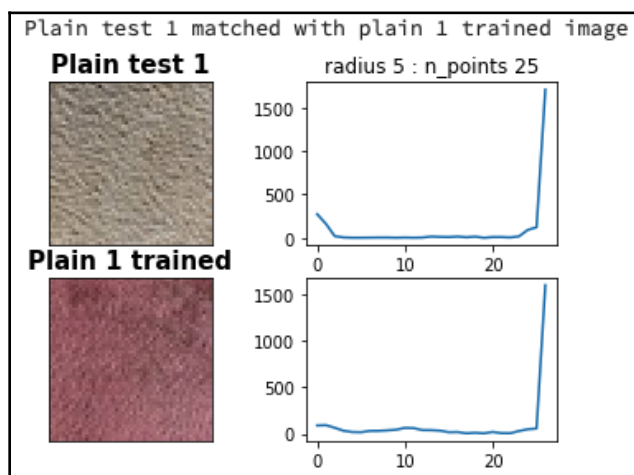 Plain test 1 matched with plain 1 trained image
Plain test 1
radius 5 : n_points 25
1500
1000
500
0
0 10 20
Plain 1 trained
1500
1000
500
0
0 10 20